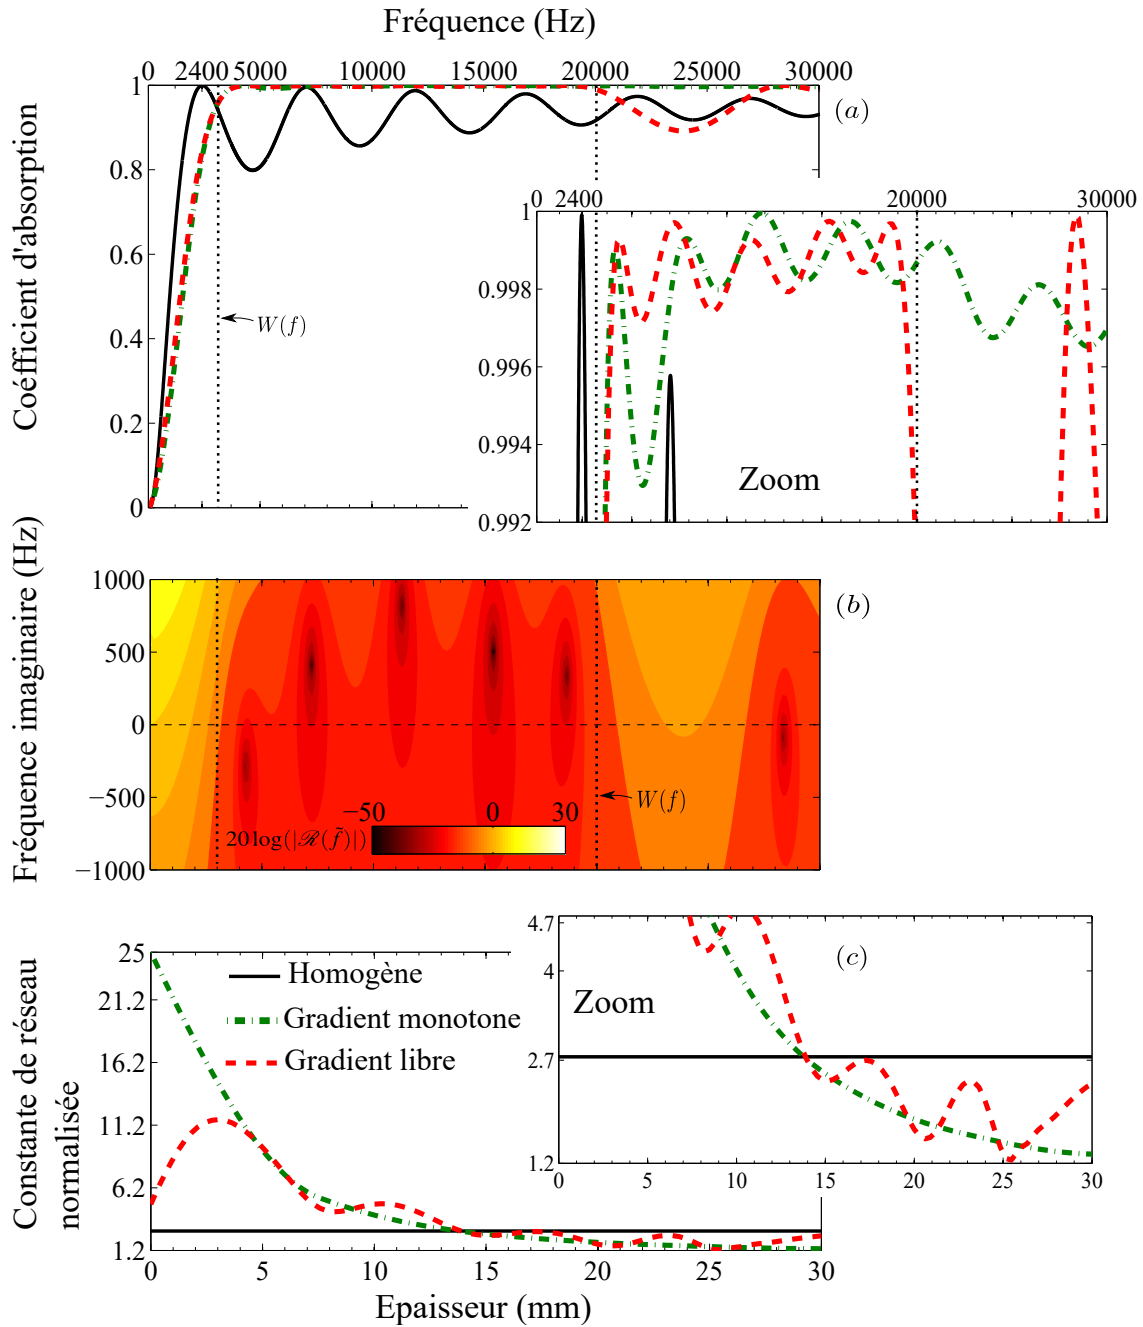 Fréquence (Hz)
0 2400 5000 10000 15000 20000 25000 30000
Coéfficient d'absorption
1
0.8
0.6
0.4
0.2
0
W(f)
(a)
0 2400 20000 30000
1
0.998
0.996
0.994
0.992
Zoom
Fréquence imaginaire (Hz)
1000
500
0
−500
−1000
(b)
W(f)
−50 0 30
20 log(|ℛ(f̃)|)
Constante de réseau
normalisée
25
21.2
16.2
11.2
6.2
1.2
Homogène
Gradient monotone
Gradient libre
(c)
4.7
4
2.7
1.2
Zoom
0 5 10 15 20 25 30
0 5 10 15 20 25 30
Epaisseur (mm)